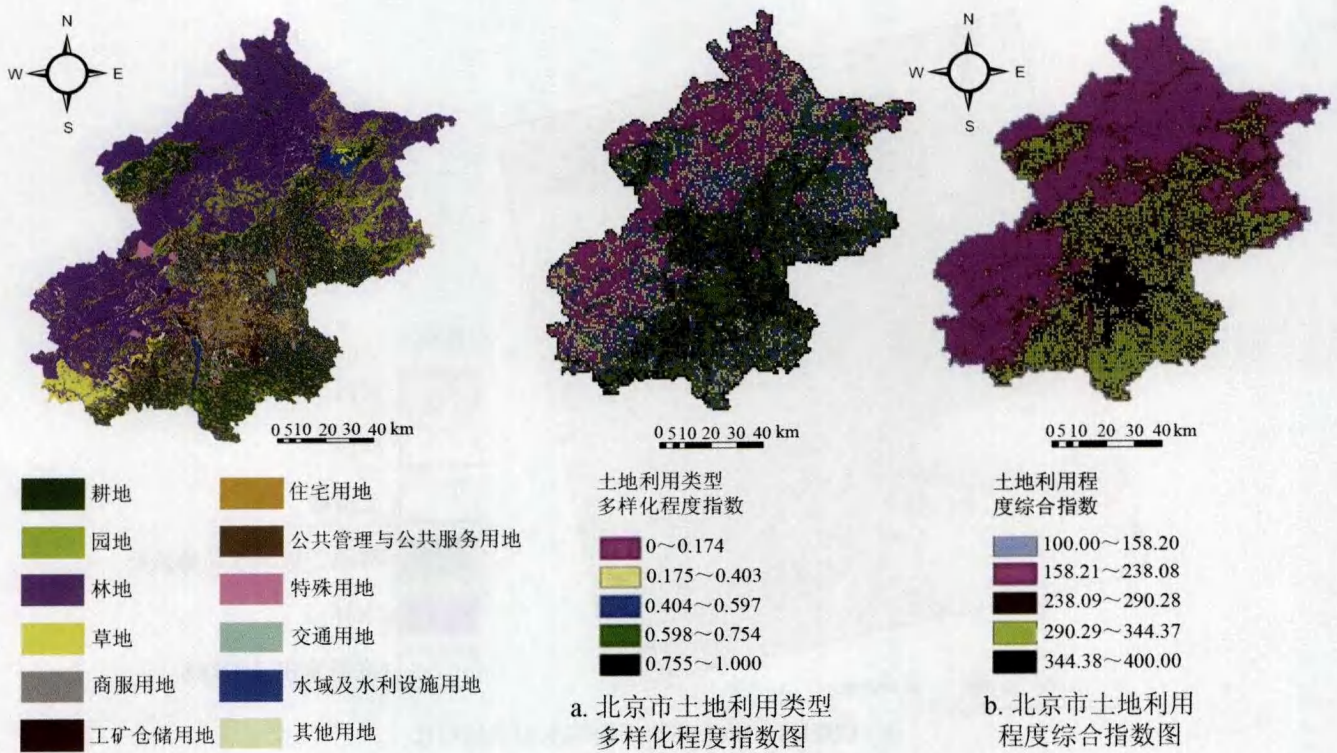 N
W
E
S
0 5 10 20 30 40 km
耕地
园地
林地
草地
商服用地
工矿仓储用地
住宅用地
公共管理与公共服务用地
特殊用地
交通用地
水域及水利设施用地
其他用地
0 5 10 20 30 40 km
土地利用类型
多样化程度指数
0～0.174
0.175～0.403
0.404～0.597
0.598～0.754
0.755～1.000
a. 北京市土地利用类型
多样化程度指数图
N
W
E
S
0 5 10 20 30 40 km
土地利用程
度综合指数
100.00～158.20
158.21～238.08
238.09～290.28
290.29～344.37
344.38～400.00
b. 北京市土地利用
程度综合指数图